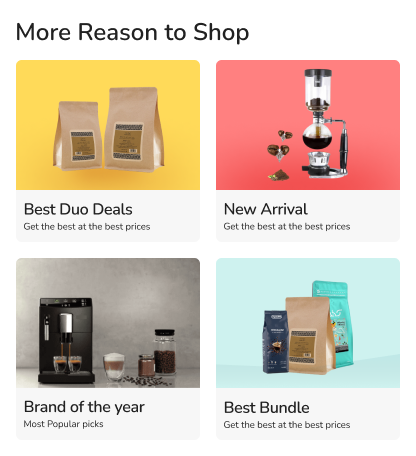 More Reason to Shop
Best Duo Deals
Get the best at the best prices
New Arrival
Get the best at the best prices
Brand of the year
Most Popular picks
Best Bundle
Get the best at the best prices